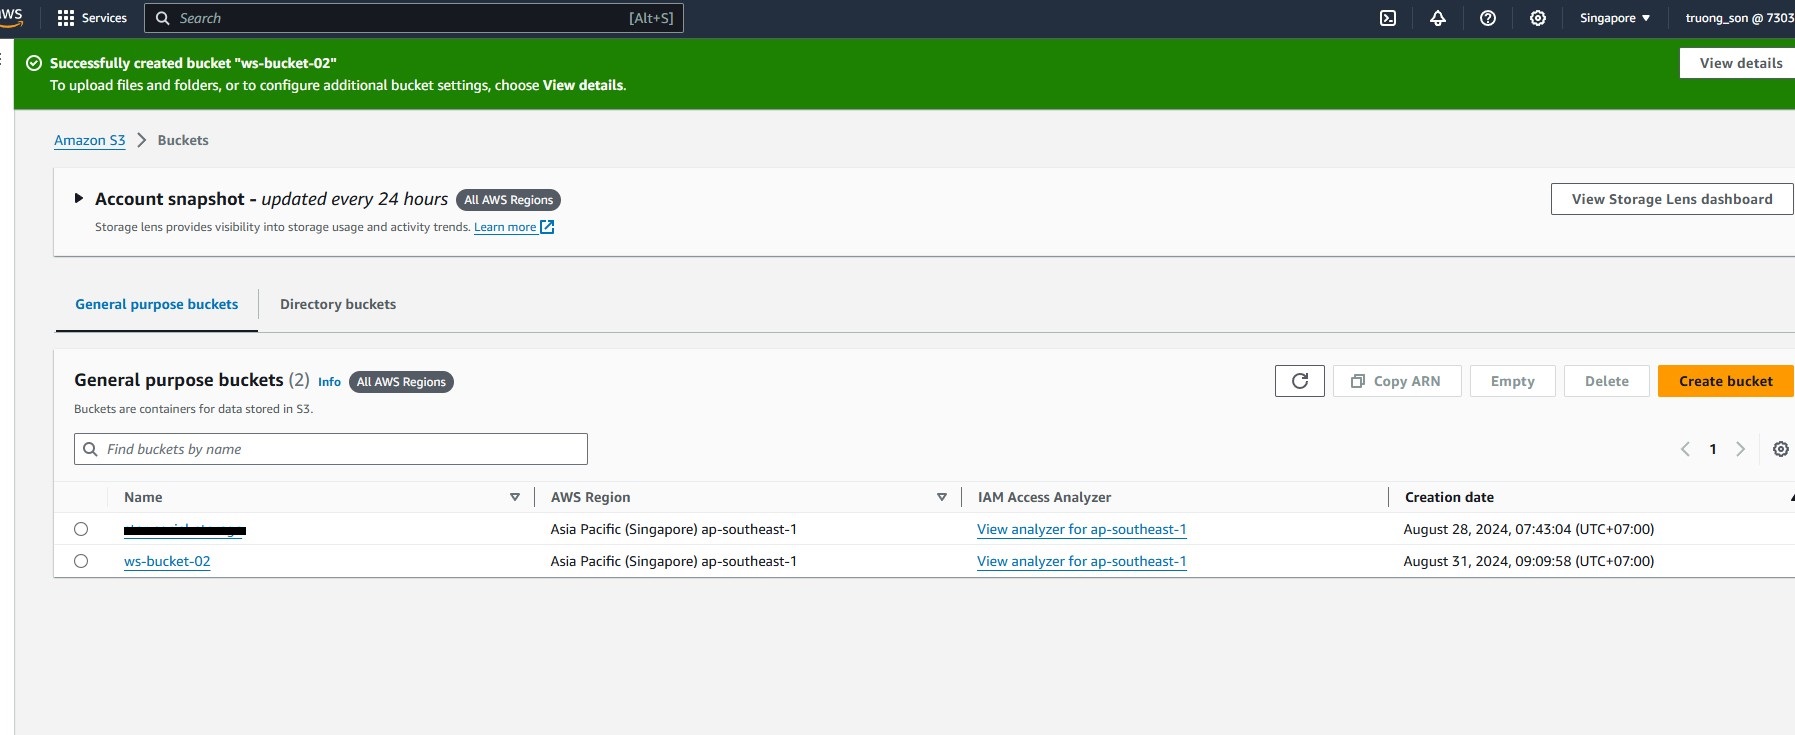 aws Services Search [Alt+S] Singapore truong_son @ 7303
Successfully created bucket "ws-bucket-02" View details
To upload files and folders, or to configure additional bucket settings, choose View details.
Amazon S3 Buckets
Account snapshot - updated every 24 hours All AWS Regions View Storage Lens dashboard
Storage lens provides visibility into storage usage and activity trends. Learn more
General purpose buckets Directory buckets
General purpose buckets (2) Info All AWS Regions Copy ARN Empty Delete Create bucket
Buckets are containers for data stored in S3.
Find buckets by name 1
Name AWS Region IAM Access Analyzer Creation date
Asia Pacific (Singapore) ap-southeast-1 View analyzer for ap-southeast-1 August 28, 2024, 07:43:04 (UTC+07:00)
ws-bucket-02 Asia Pacific (Singapore) ap-southeast-1 View analyzer for ap-southeast-1 August 31, 2024, 09:09:58 (UTC+07:00)